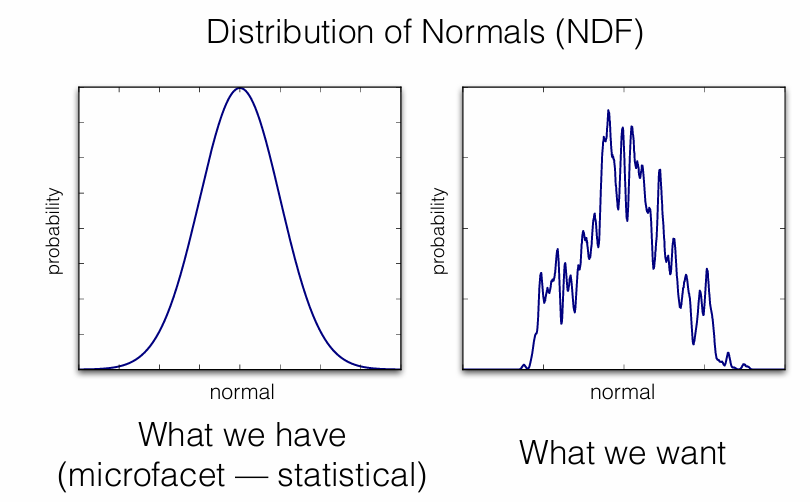 Distribution of Normals (NDF)
probability
normal
probability
normal
What we have
(microfacet — statistical)
What we want